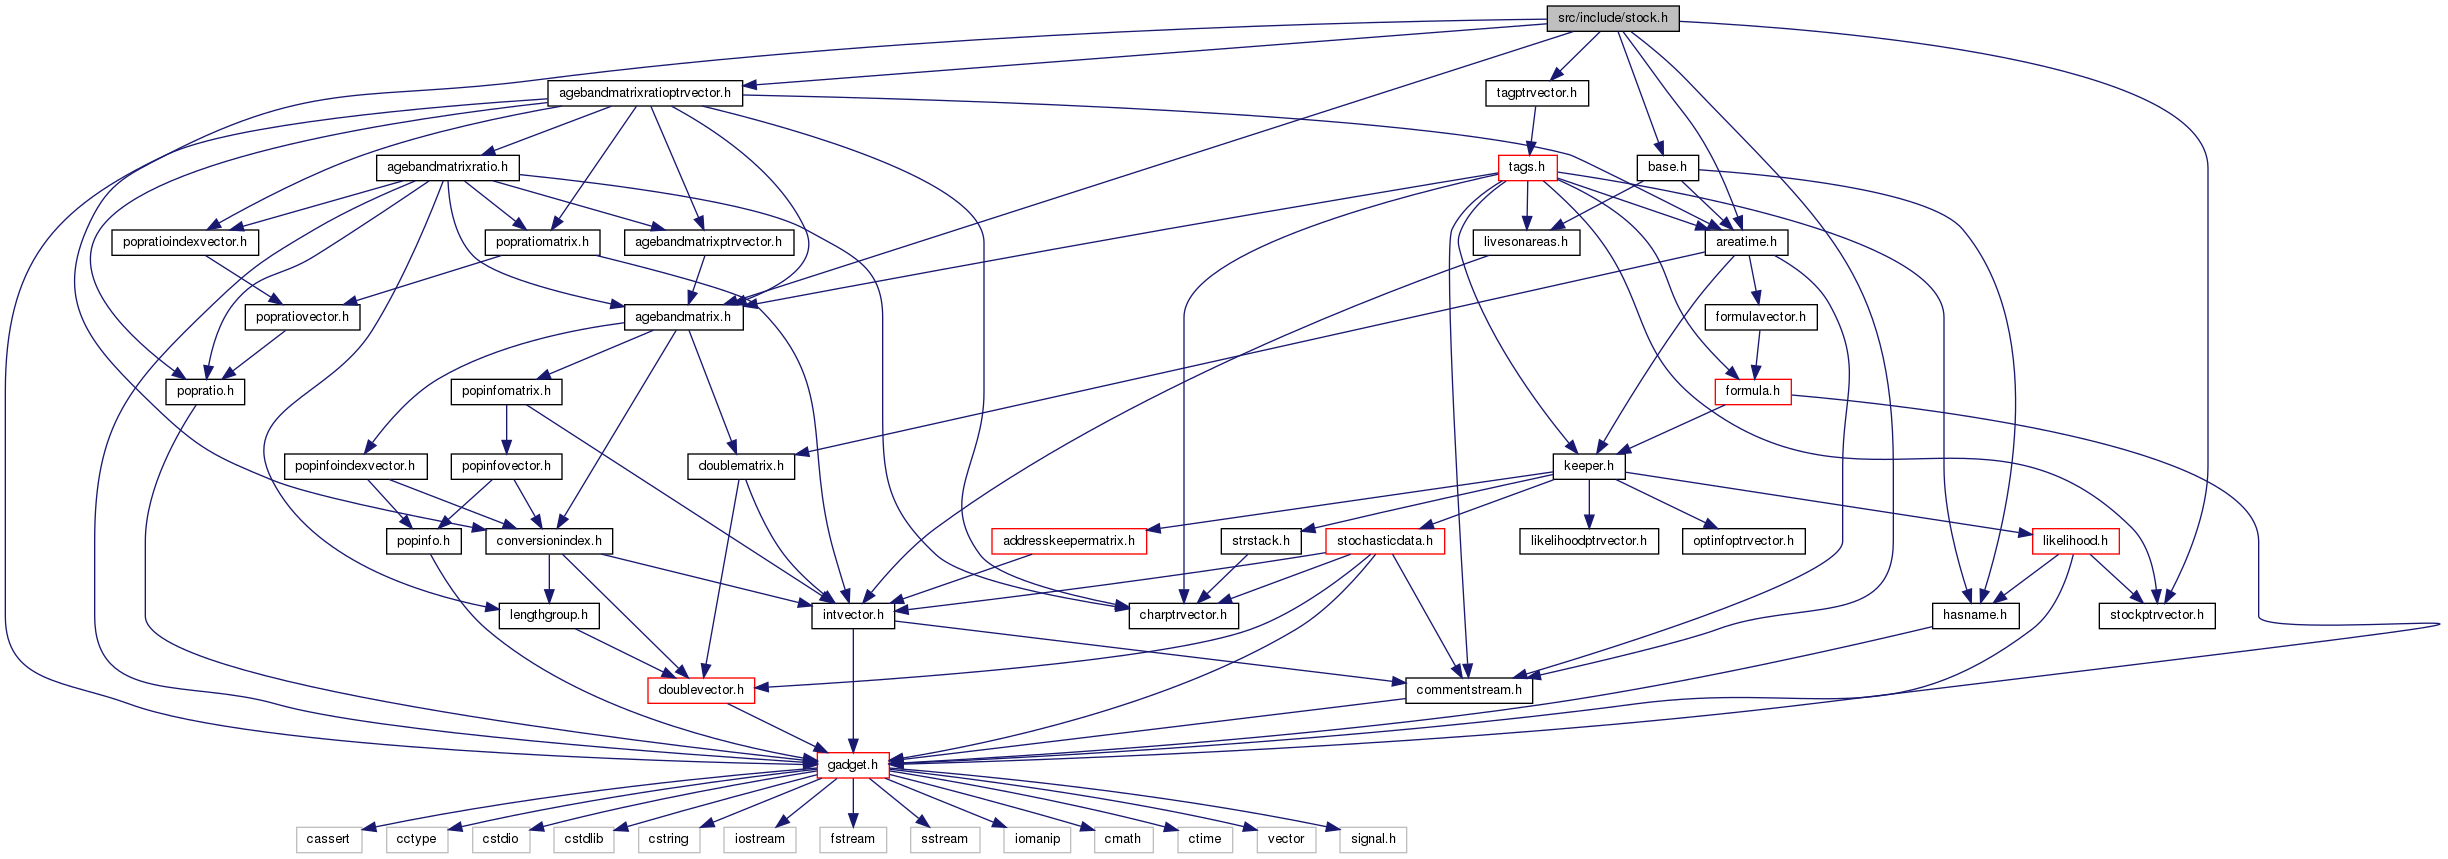 src/include/stock.h
agebandmatrixratioptrvector.h
tagptrvector.h
agebandmatrixratio.h
tags.h
base.h
popratioindexvector.h
popratiomatrix.h
agebandmatrixptrvector.h
livesonareas.h
areatime.h
popratiovector.h
agebandmatrix.h
formulavector.h
popratio.h
popinfomatrix.h
formula.h
popinfoindexvector.h
popinfovector.h
doublematrix.h
keeper.h
popinfo.h
conversionindex.h
addresskeepermatrix.h
strstack.h
stochasticdata.h
likelihoodptrvector.h
optinfoptrvector.h
likelihood.h
lengthgroup.h
intvector.h
charptrvector.h
hasname.h
stockptrvector.h
doublevector.h
commentstream.h
gadget.h
cassert
cctype
cstdio
cstdlib
cstring
iostream
fstream
sstream
iomanip
cmath
ctime
vector
signal.h